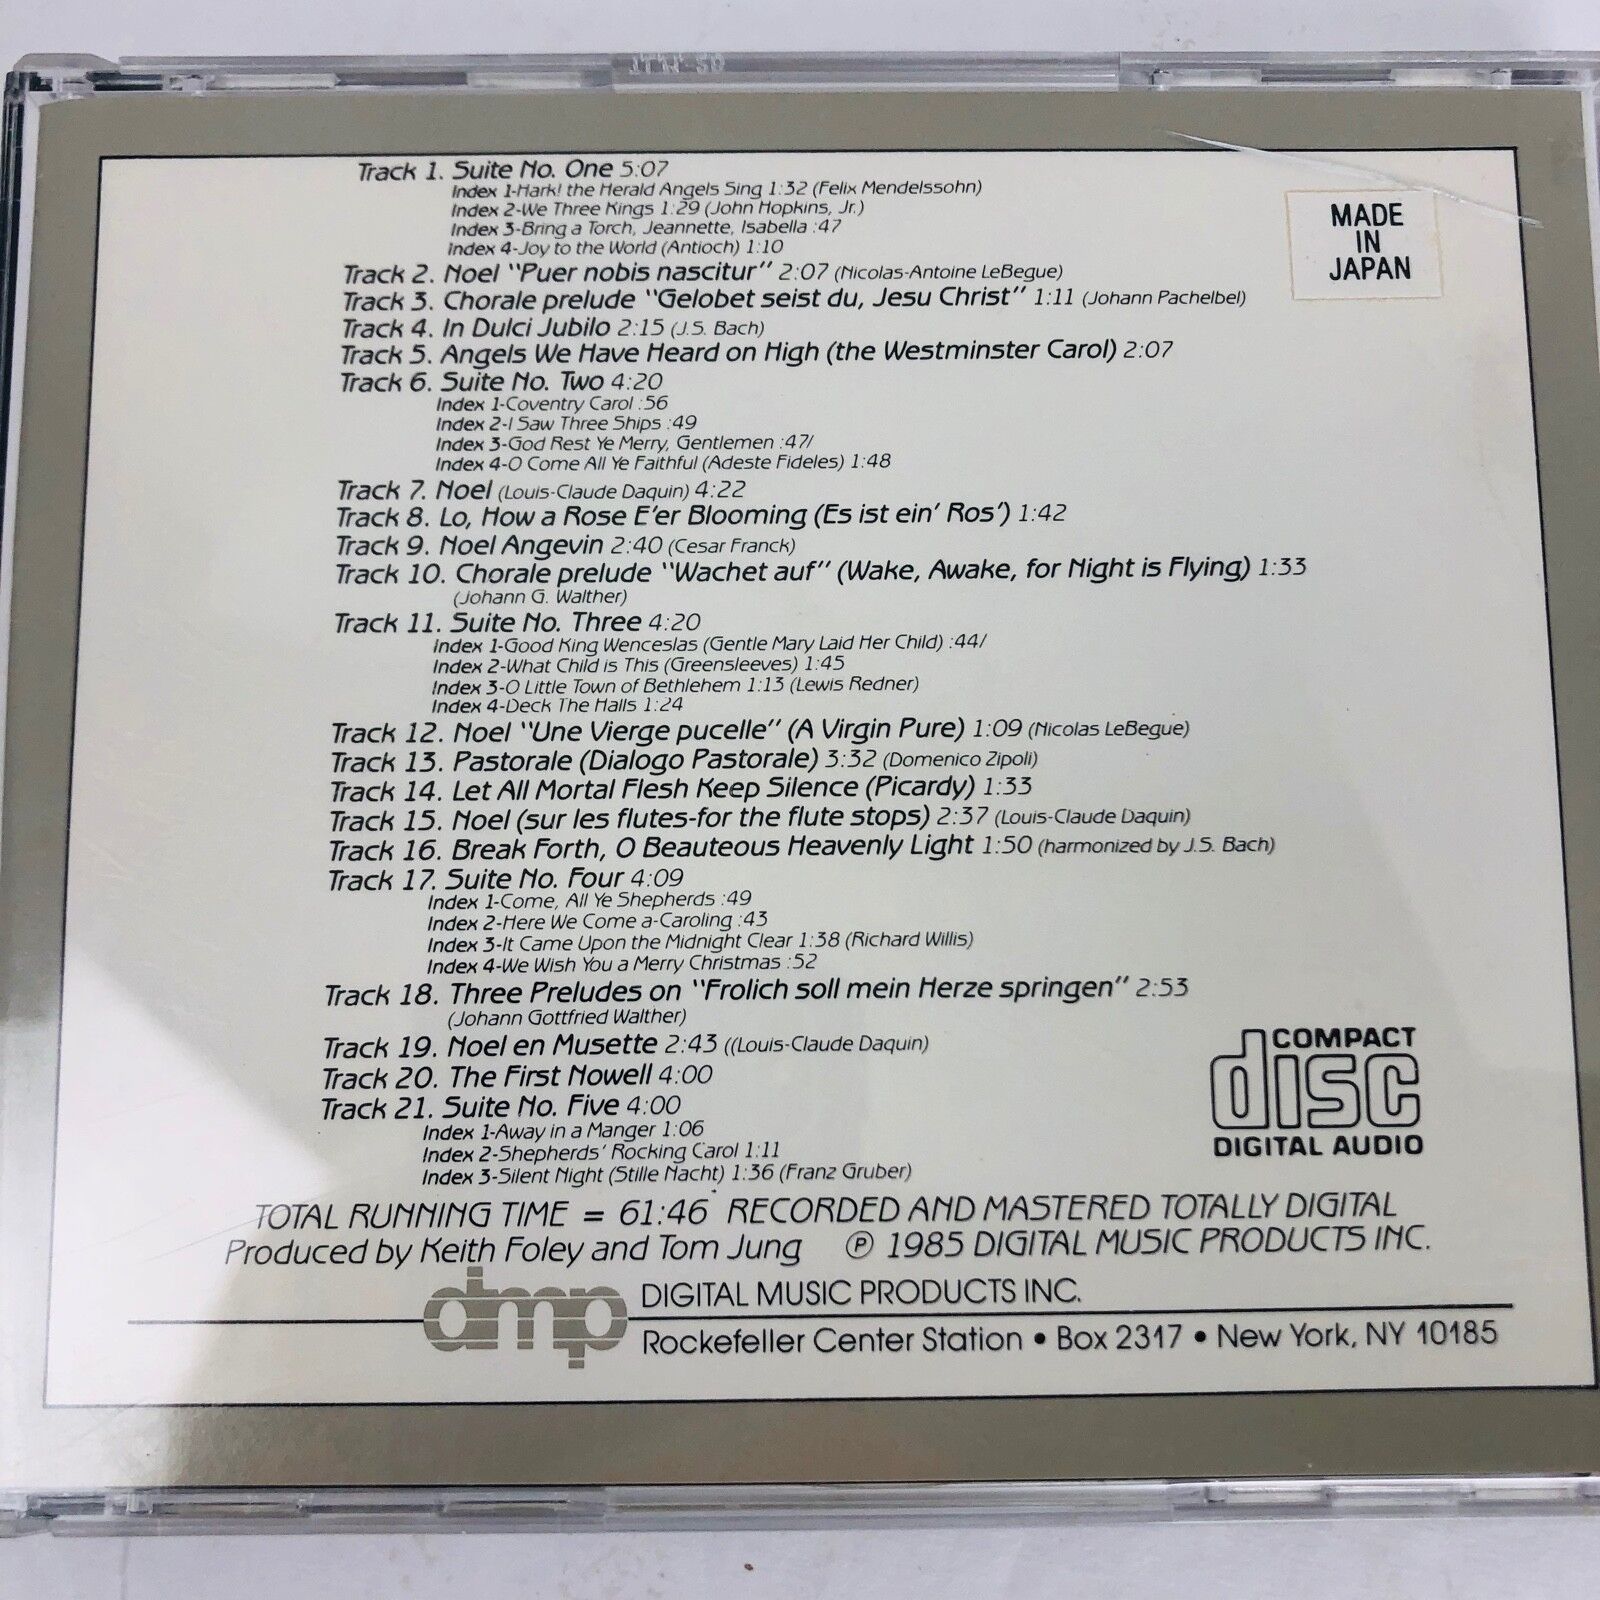 Track 1. Suite No. One 5:07
Index 1-Hark! the Herald Angels Sing 1:32 (Felix Mendelssohn)
Index 2-We Three Kings 1:29 (John Hopkins, Jr.)
Index 3-Bring a Torch, Jeannette, Isabella :47
Index 4-Joy to the World (Antioch) 1:10
Track 2. Noel "Puer nobis nascitur" 2:07 (Nicolas-Antoine LeBegue)
Track 3. Chorale prelude "Gelobet seist du, Jesu Christ" 1:11 (Johann Pachelbel)
Track 4. In Dulci Jubilo 2:15 (J.S. Bach)
Track 5. Angels We Have Heard on High (the Westminster Carol) 2:07
Track 6. Suite No. Two 4:20
Index 1-Coventry Carol :56
Index 2-I Saw Three Ships :49
Index 3-God Rest Ye Merry, Gentlemen :47/
Index 4-O Come All Ye Faithful (Adeste Fideles) 1:48
Track 7. Noel (Louis-Claude Daquin) 4:22
Track 8. Lo, How a Rose E'er Blooming (Es ist ein' Ros') 1:42
Track 9. Noel Angevin 2:40 (Cesar Franck)
Track 10. Chorale prelude "Wachet auf" (Wake, Awake, for Night is Flying) 1:33
(Johann G. Walther)
Track 11. Suite No. Three 4:20
Index 1-Good King Wenceslas (Gentle Mary Laid Her Child) :44/
Index 2-What Child is This (Greensleeves) 1:45
Index 3-O Little Town of Bethlehem 1:13 (Lewis Redner)
Index 4-Deck The Halls 1:24
Track 12. Noel "Une Vierge pucelle" (A Virgin Pure) 1:09 (Nicolas LeBegue)
Track 13. Pastorale (Dialogo Pastorale) 3:32 (Domenico Zipoli)
Track 14. Let All Mortal Flesh Keep Silence (Picardy) 1:33
Track 15. Noel (sur les flutes-for the flute stops) 2:37 (Louis-Claude Daquin)
Track 16. Break Forth, O Beauteous Heavenly Light 1:50 (harmonized by J.S. Bach)
Track 17. Suite No. Four 4:09
Index 1-Come, All Ye Shepherds :49
Index 2-Here We Come a-Caroling :43
Index 3-It Came Upon the Midnight Clear 1:38 (Richard Willis)
Index 4-We Wish You a Merry Christmas :52
Track 18. Three Preludes on "Frolich soll mein Herze springen" 2:53
(Johann Gottfried Walther)
Track 19. Noel en Musette 2:43 ((Louis-Claude Daquin)
Track 20. The First Nowell 4:00
Track 21. Suite No. Five 4:00
Index 1-Away in a Manger 1:06
Index 2-Shepherds' Rocking Carol 1:11
Index 3-Silent Night (Stille Nacht) 1:36 (Franz Gruber)
MADE
IN
JAPAN
COMPACT
disc
DIGITAL AUDIO
TOTAL RUNNING TIME = 61:46 RECORDED AND MASTERED TOTALLY DIGITAL
Produced by Keith Foley and Tom Jung ℗ 1985 DIGITAL MUSIC PRODUCTS INC.
dmp
DIGITAL MUSIC PRODUCTS INC.
Rockefeller Center Station • Box 2317 • New York, NY 10185